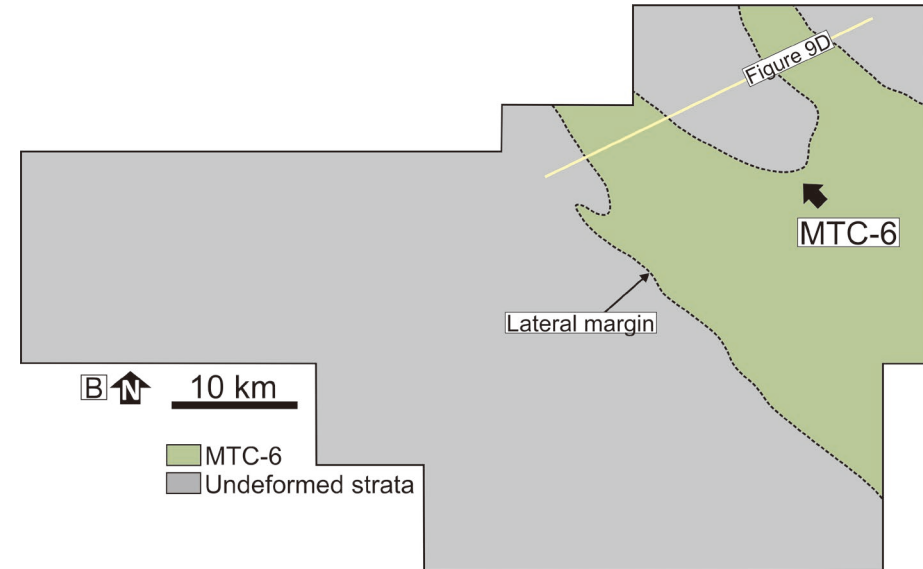 Figure 9D
MTC-6
Lateral margin
B N 10 km
MTC-6
Undeformed strata